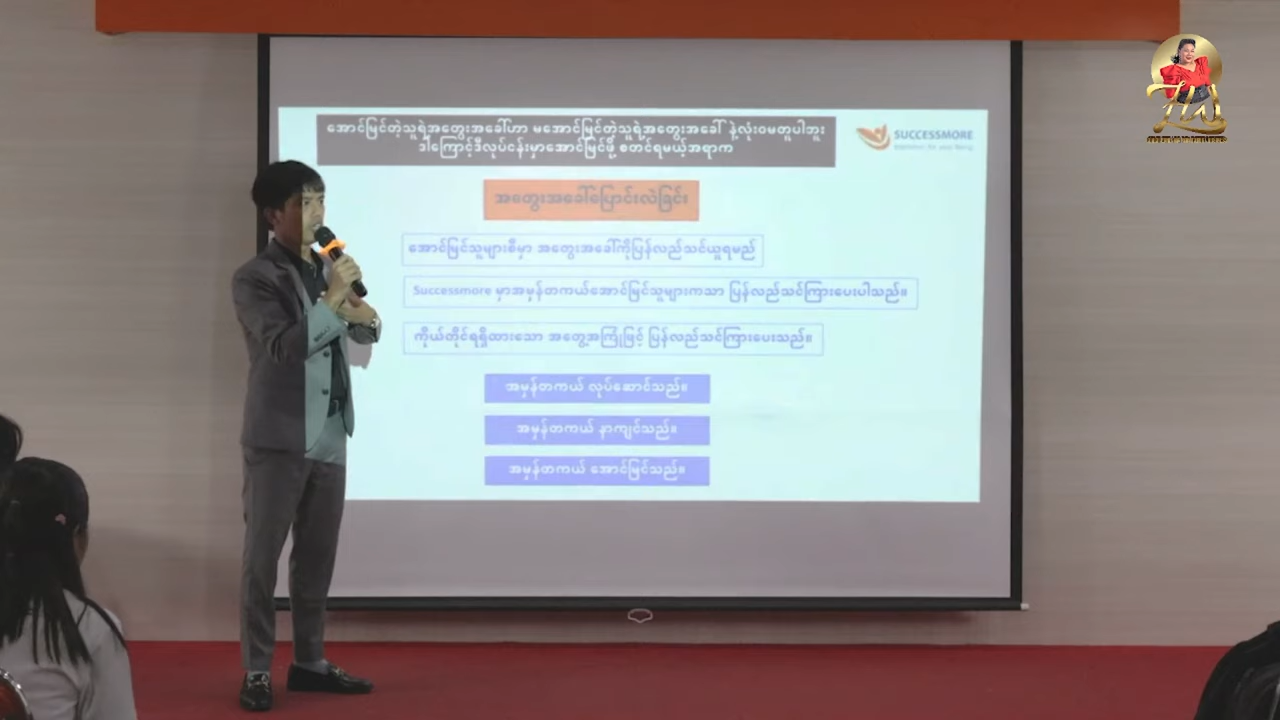 အောင်မြင်တဲ့သူရဲ့အတွေးအခေါ်ဟာ မအောင်မြင်တဲ့သူရဲ့အတွေးအခေါ် နဲ့လုံးဝမတူပါဘူး
ဒါကြောင့်ဒီလုပ်ငန်းမှာအောင်မြင်ဖို့ စတင်ရမယ့်အရာက
SUCCESSMORE
အတွေးအခေါ်ပြောင်းလဲခြင်း
အောင်မြင်သူများစီမှာ အတွေးအခေါ်ကိုပြန်လည်သင်ယူရမည်
Successmore မှာအမှန်တကယ်အောင်မြင်သူများကသာ ပြန်လည်သင်ကြားပေးပါသည်။
ကိုယ်တိုင်ရရှိထားသော အတွေ့အကြုံဖြင့် ပြန်လည်သင်ကြားပေးသည်။
အမှန်တကယ် လုပ်ဆောင်သည်။
အမှန်တကယ် နာကျင်သည်။
အမှန်တကယ် အောင်မြင်သည်။